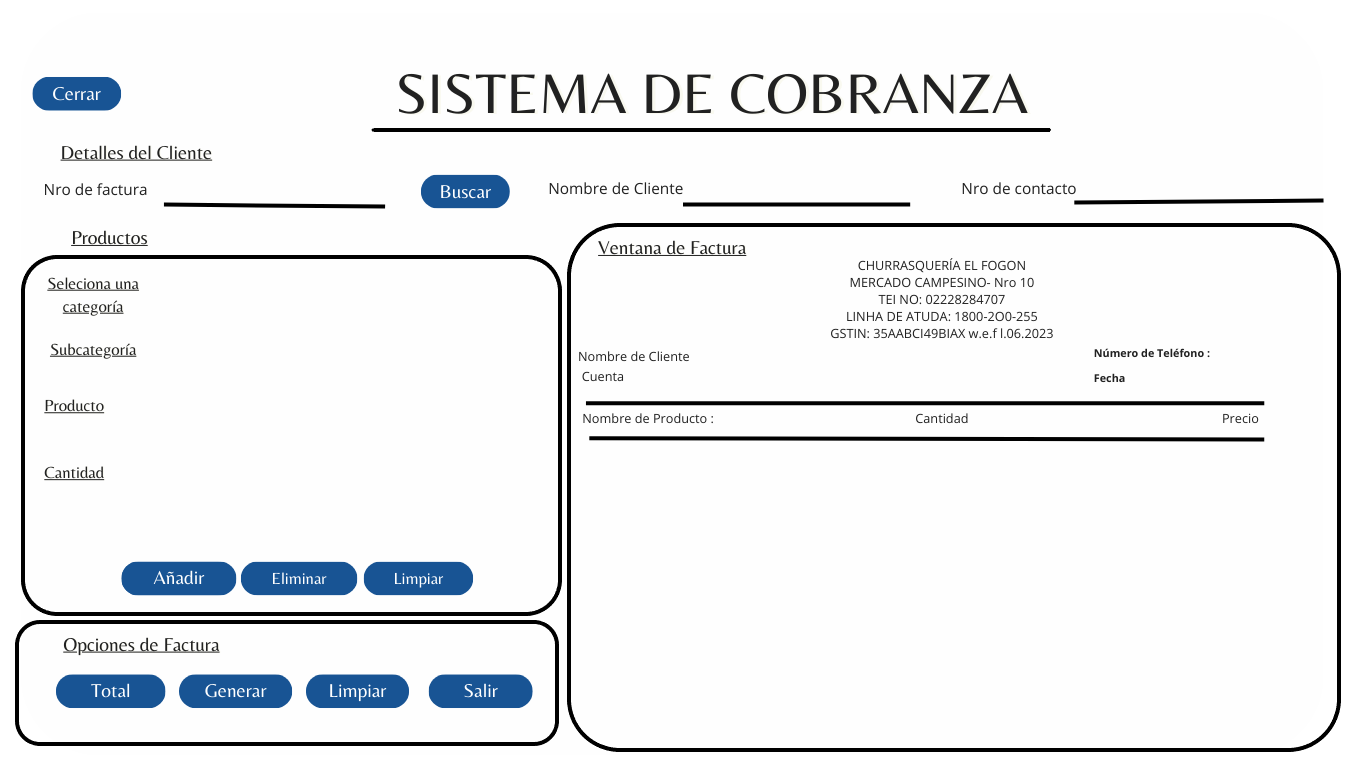 SISTEMA DE COBRANZA
Cerrar
Detalles del Cliente
Nro de factura
Buscar
Nombre de Cliente
Nro de contacto
Productos
Seleciona una
categoría
Subcategoría
Producto
Cantidad
Añadir
Eliminar
Limpiar
Opciones de Factura
Total
Generar
Limpiar
Salir
Ventana de Factura
CHURRASQUERÍA EL FOGON
MERCADO CAMPESINO- Nro 10
TEI NO: 02228284707
LINHA DE ATUDA: 1800-2O0-255
GSTIN: 35AABCI49BIAX w.e.f l.06.2023
Nombre de Cliente
Número de Teléfono :
Cuenta
Fecha
Nombre de Producto :
Cantidad
Precio